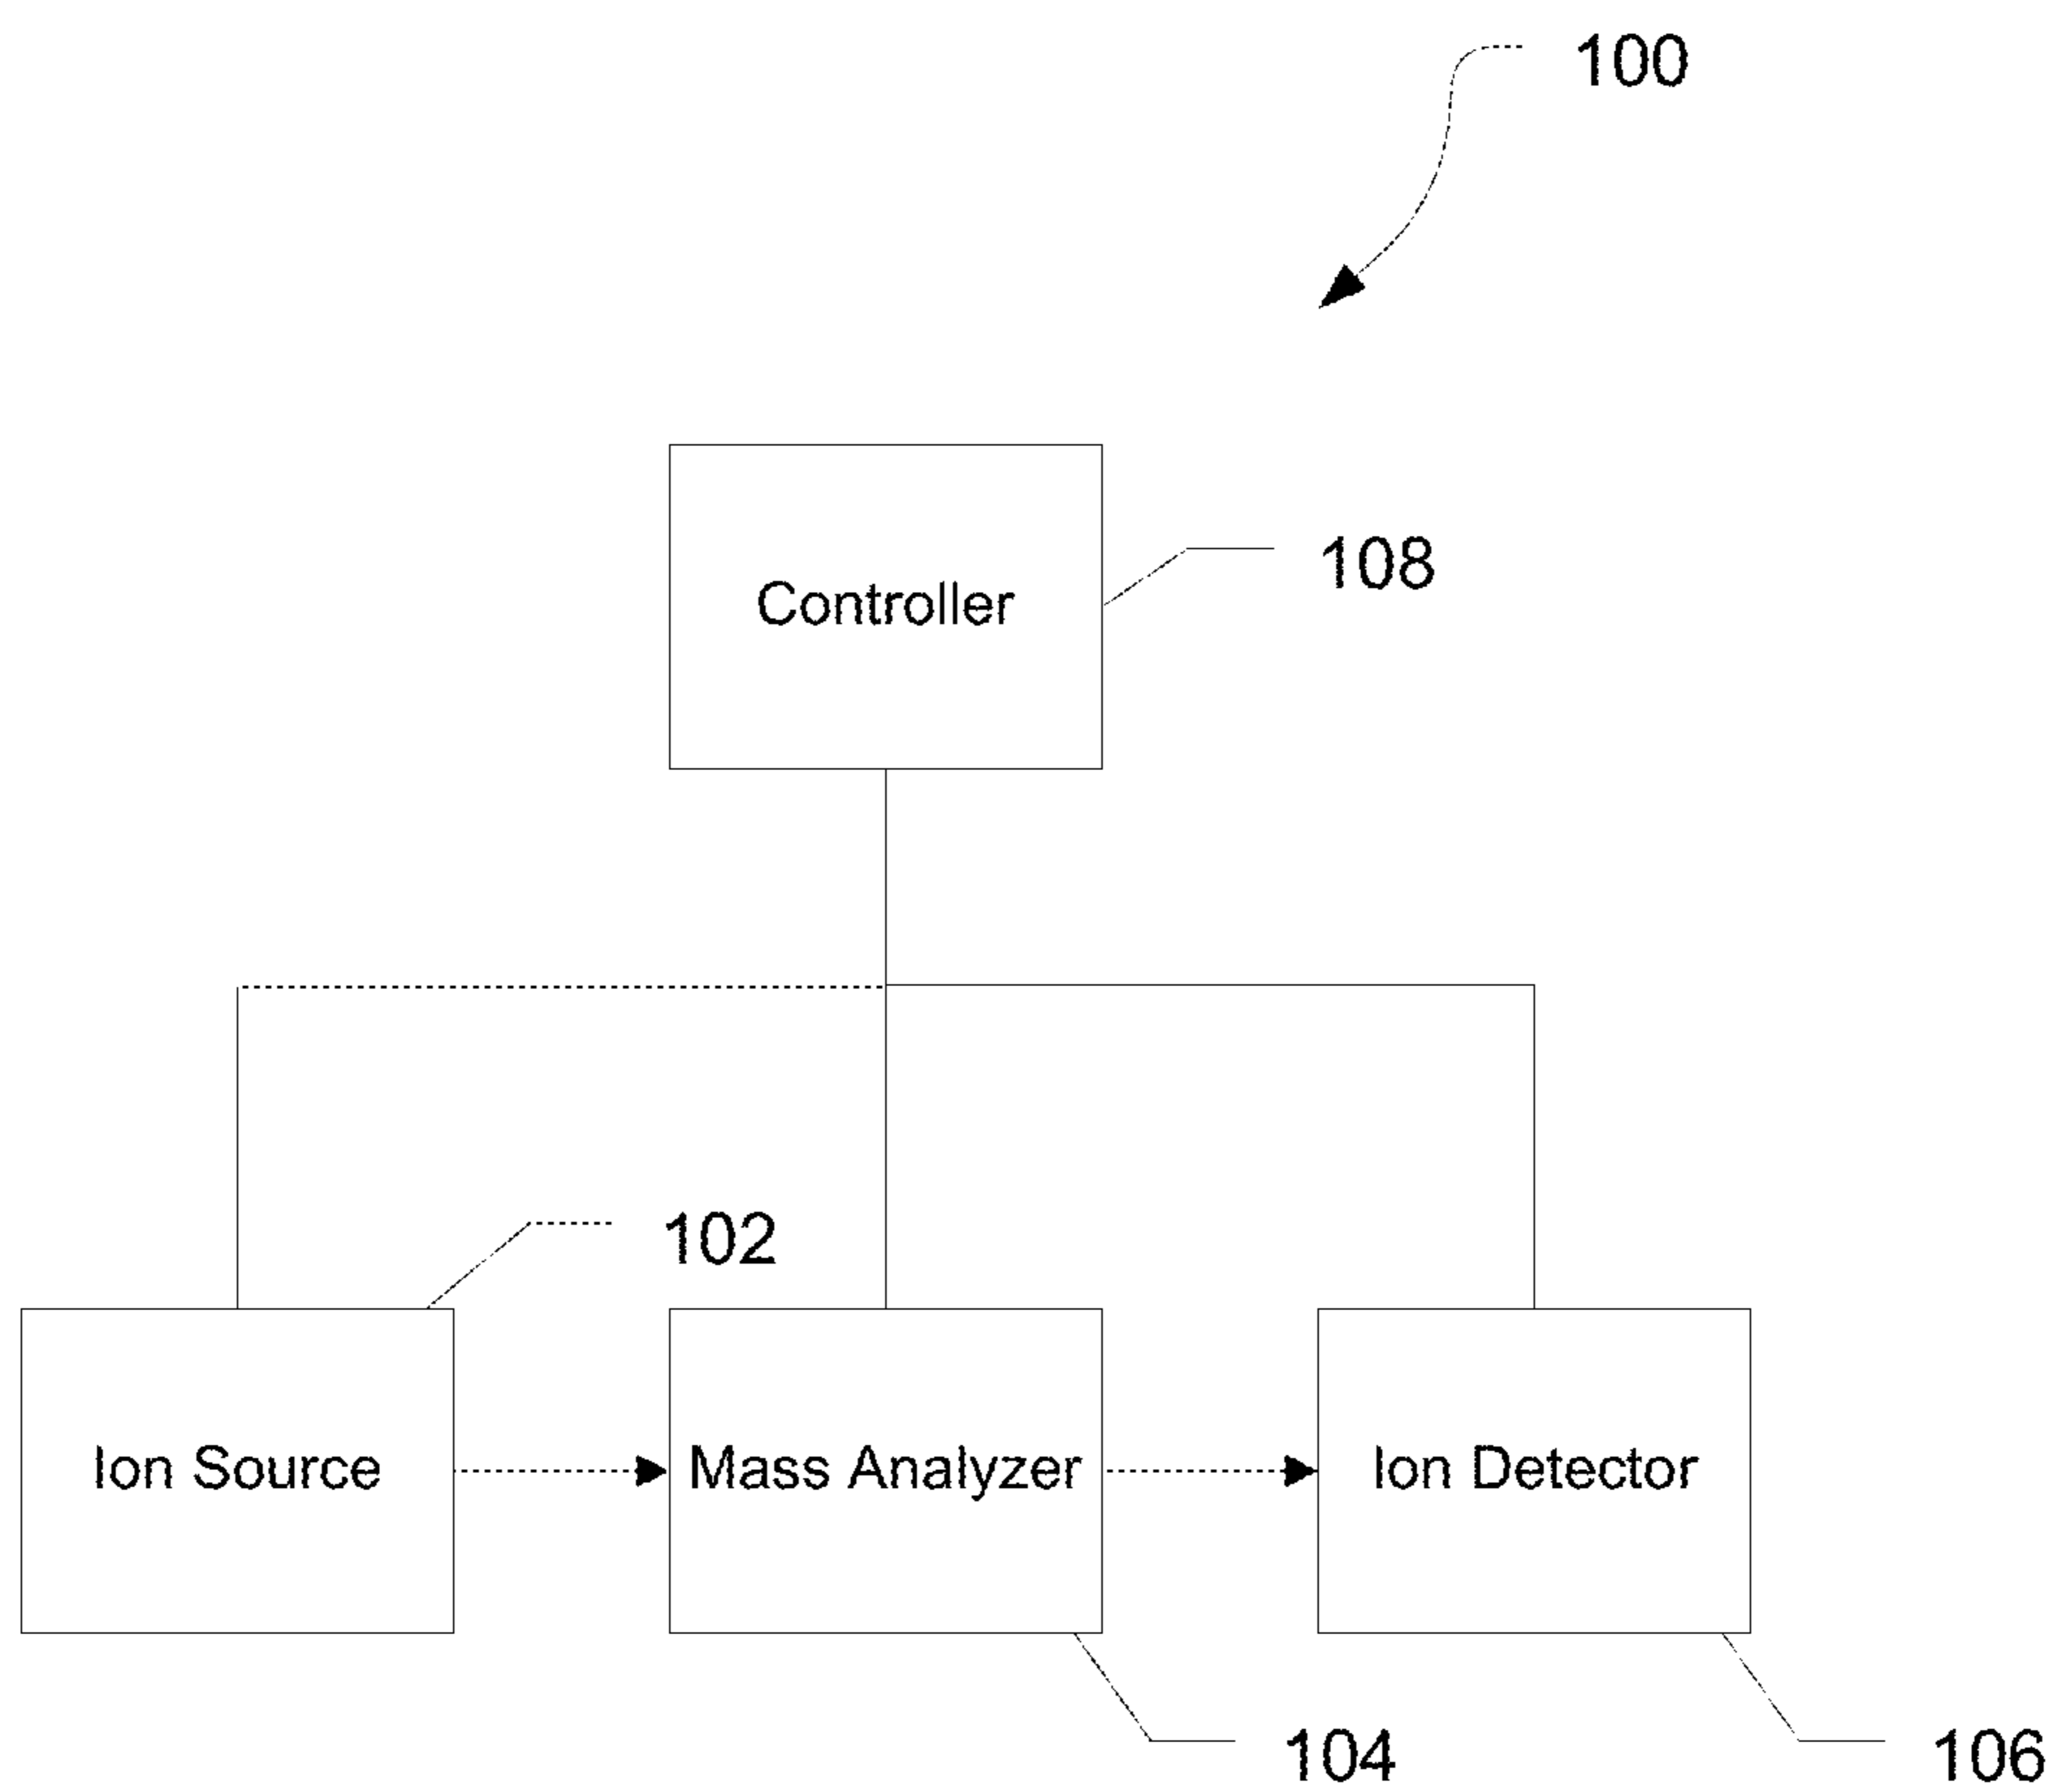 100
Controller
108
102
Ion Source
Mass Analyzer
Ion Detector
104
106